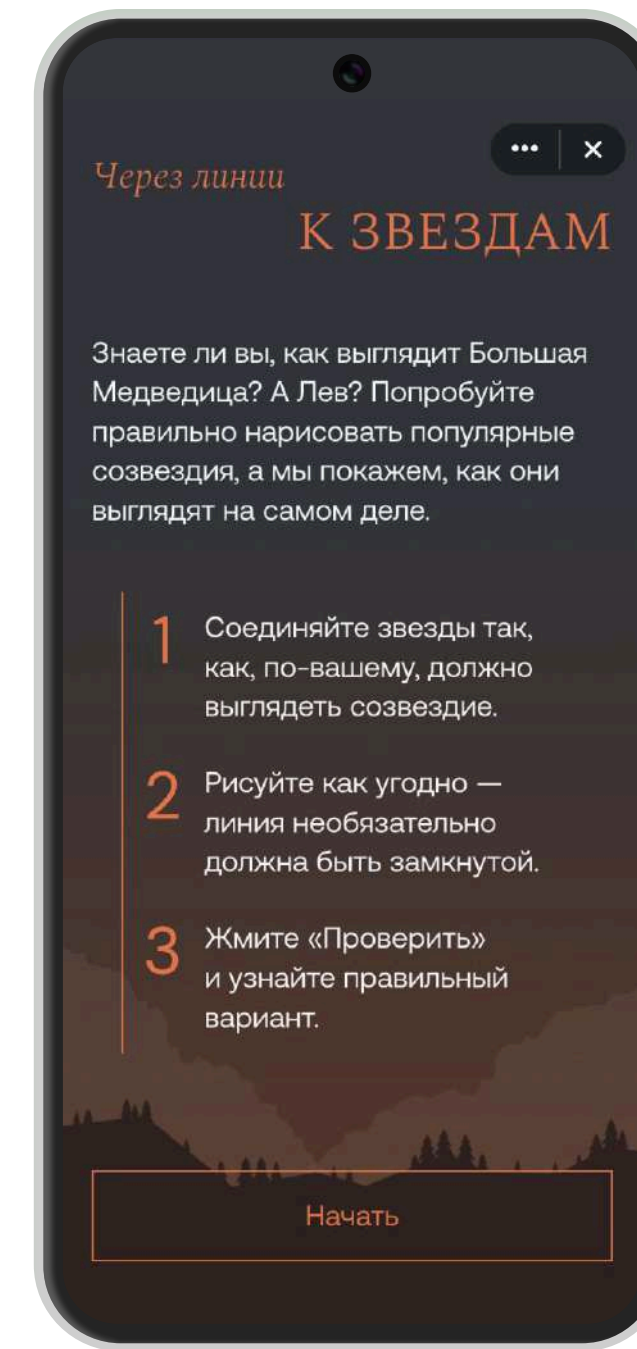 Через линии
К ЗВЕЗДАМ
Знаете ли вы, как выглядит Большая
Медведица? А Лев? Попробуйте
правильно нарисовать популярные
созвездия, а мы покажем, как они
выглядят на самом деле.
1 Соединяйте звезды так,
как, по-вашему, должно
выглядеть созвездие.
2 Рисуйте как угодно —
линия необязательно
должна быть замкнутой.
3 Жмите «Проверить»
и узнайте правильный
вариант.
Начать